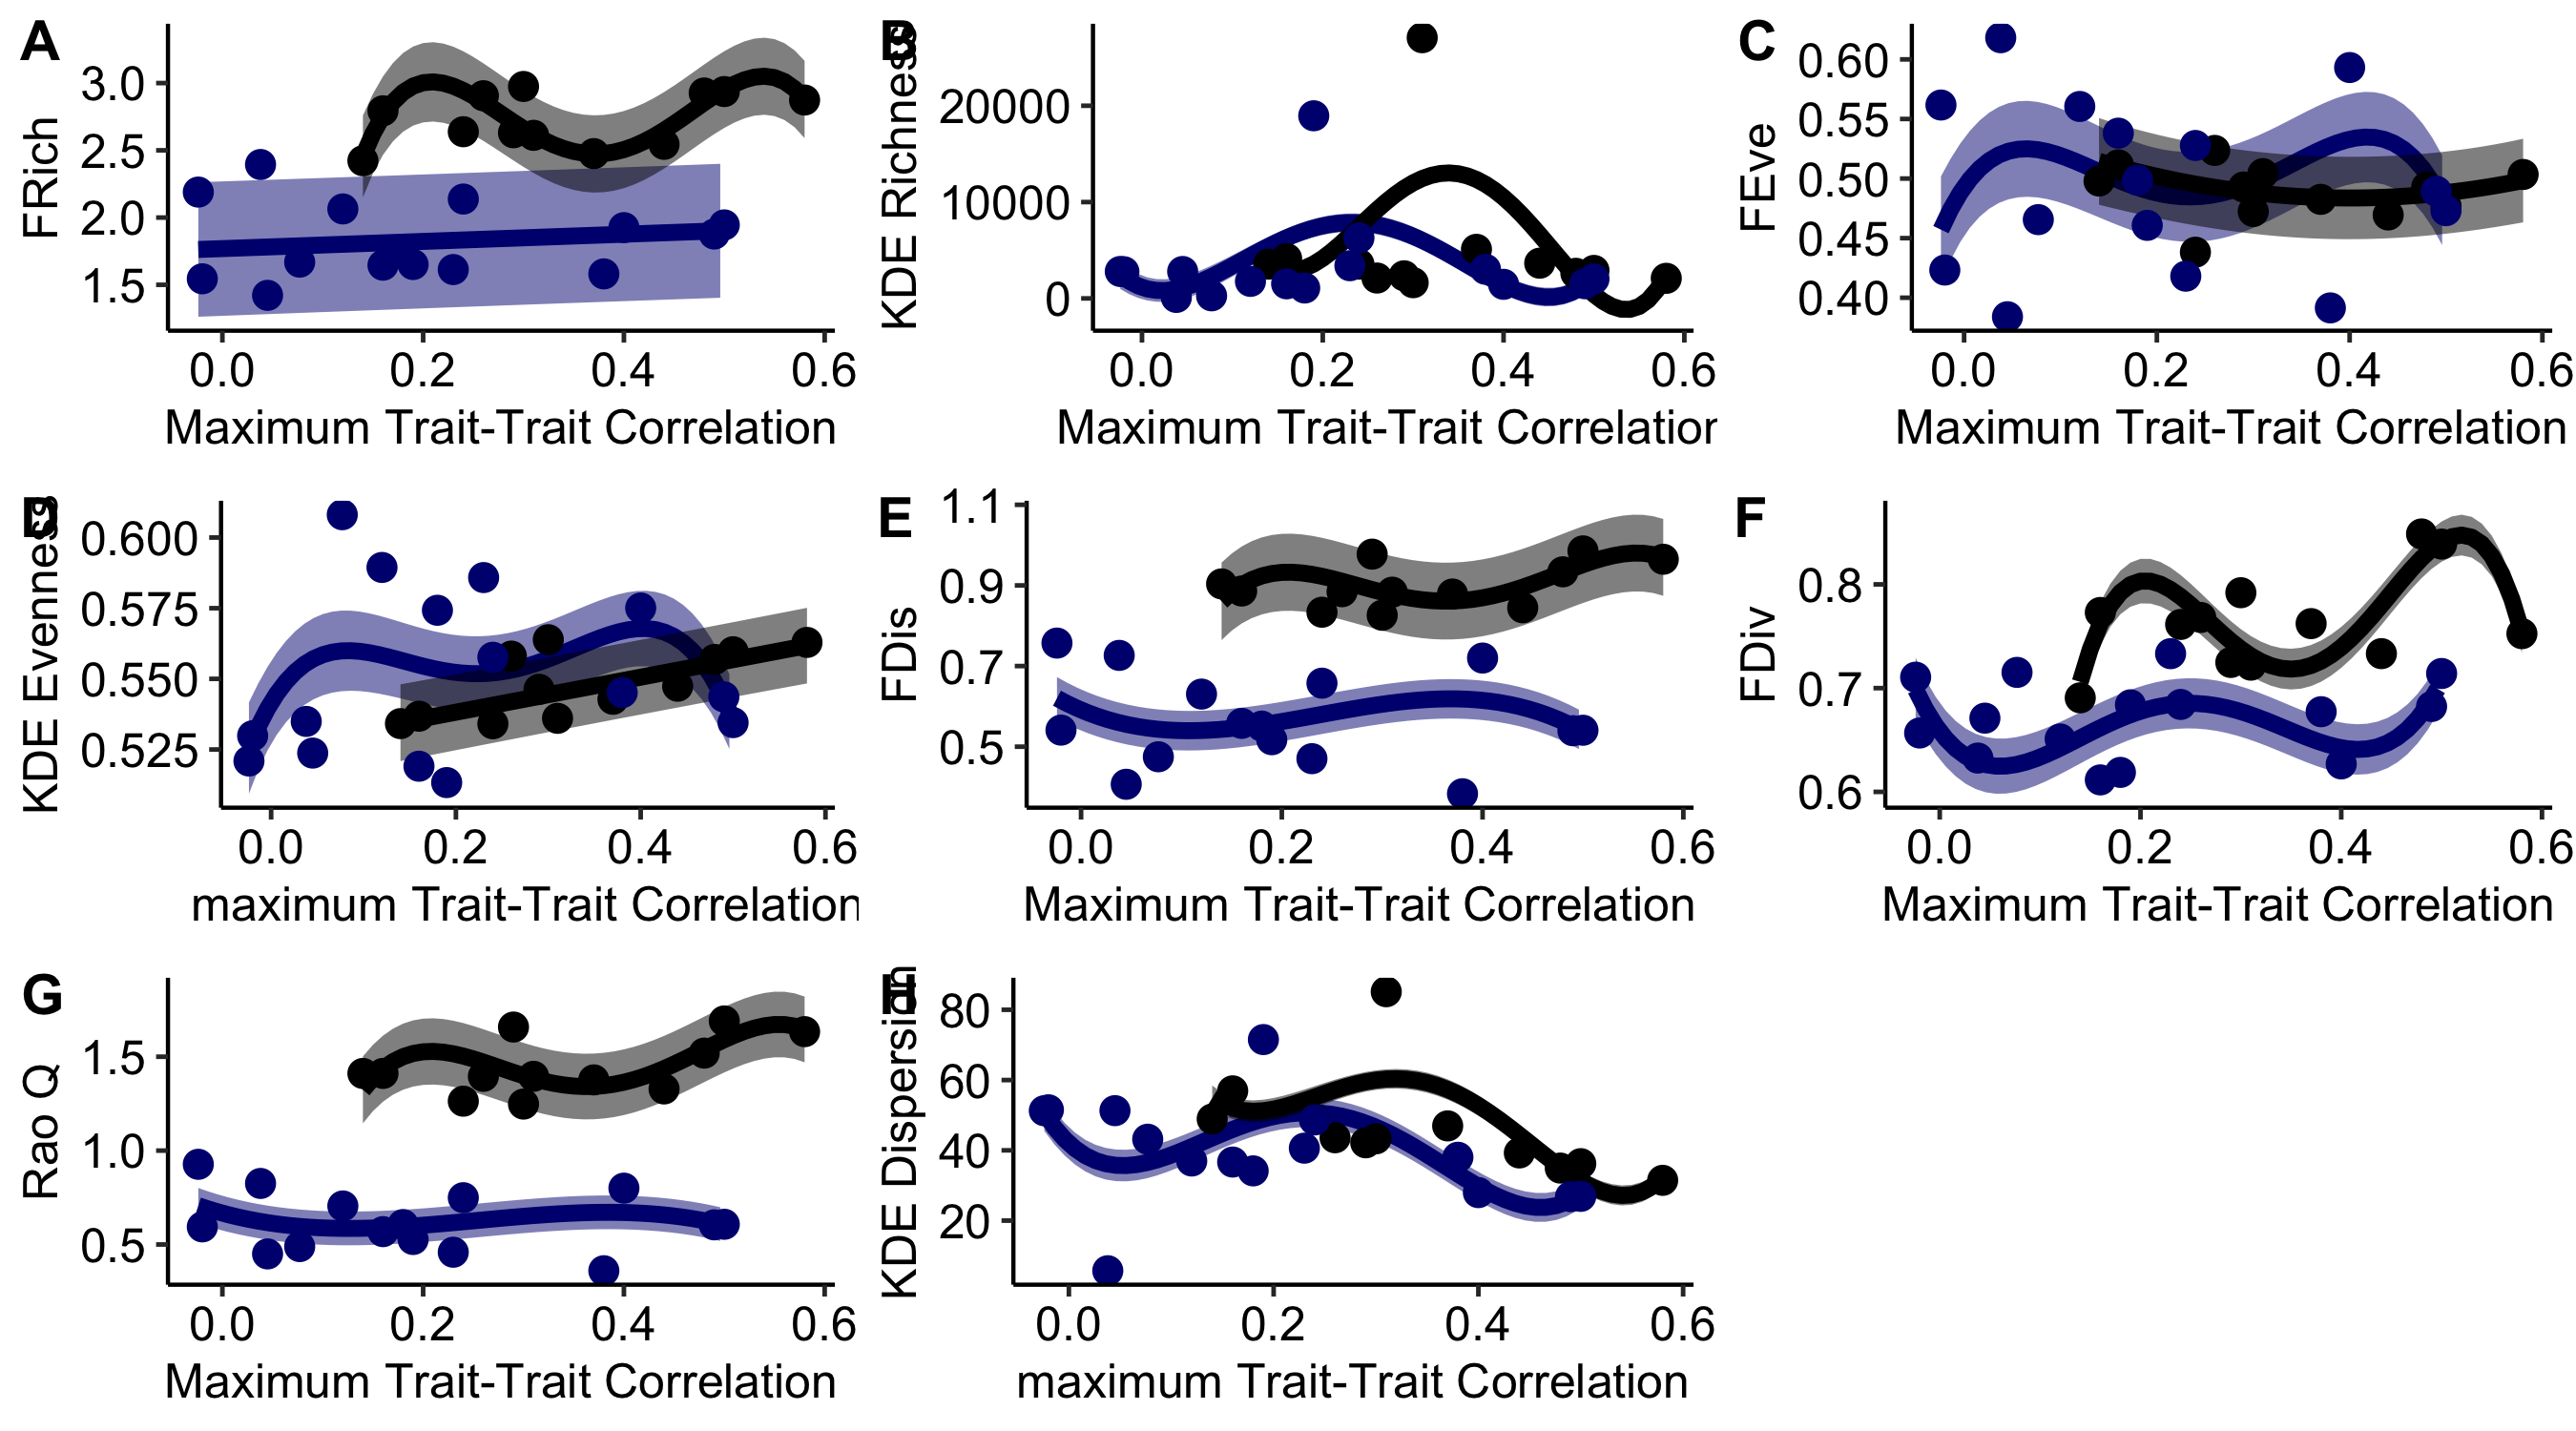 A
FRich
3.0
2.5
2.0
1.5
0.0 0.2 0.4 0.6
Maximum Trait-Trait Correlation
B
KDE Richness
20000
10000
0
0.0 0.2 0.4 0.6
Maximum Trait-Trait Correlation
C
FEve
0.60
0.55
0.50
0.45
0.40
0.0 0.2 0.4 0.6
Maximum Trait-Trait Correlation
D
KDE Evenness
0.600
0.575
0.550
0.525
0.0 0.2 0.4 0.6
maximum Trait-Trait Correlation
E
FDis
1.1
0.9
0.7
0.5
0.0 0.2 0.4 0.6
Maximum Trait-Trait Correlation
F
FDiv
0.8
0.7
0.6
0.0 0.2 0.4 0.6
Maximum Trait-Trait Correlation
G
Rao Q
1.5
1.0
0.5
0.0 0.2 0.4 0.6
Maximum Trait-Trait Correlation
H
KDE Dispersion
80
60
40
20
0.0 0.2 0.4 0.6
maximum Trait-Trait Correlation